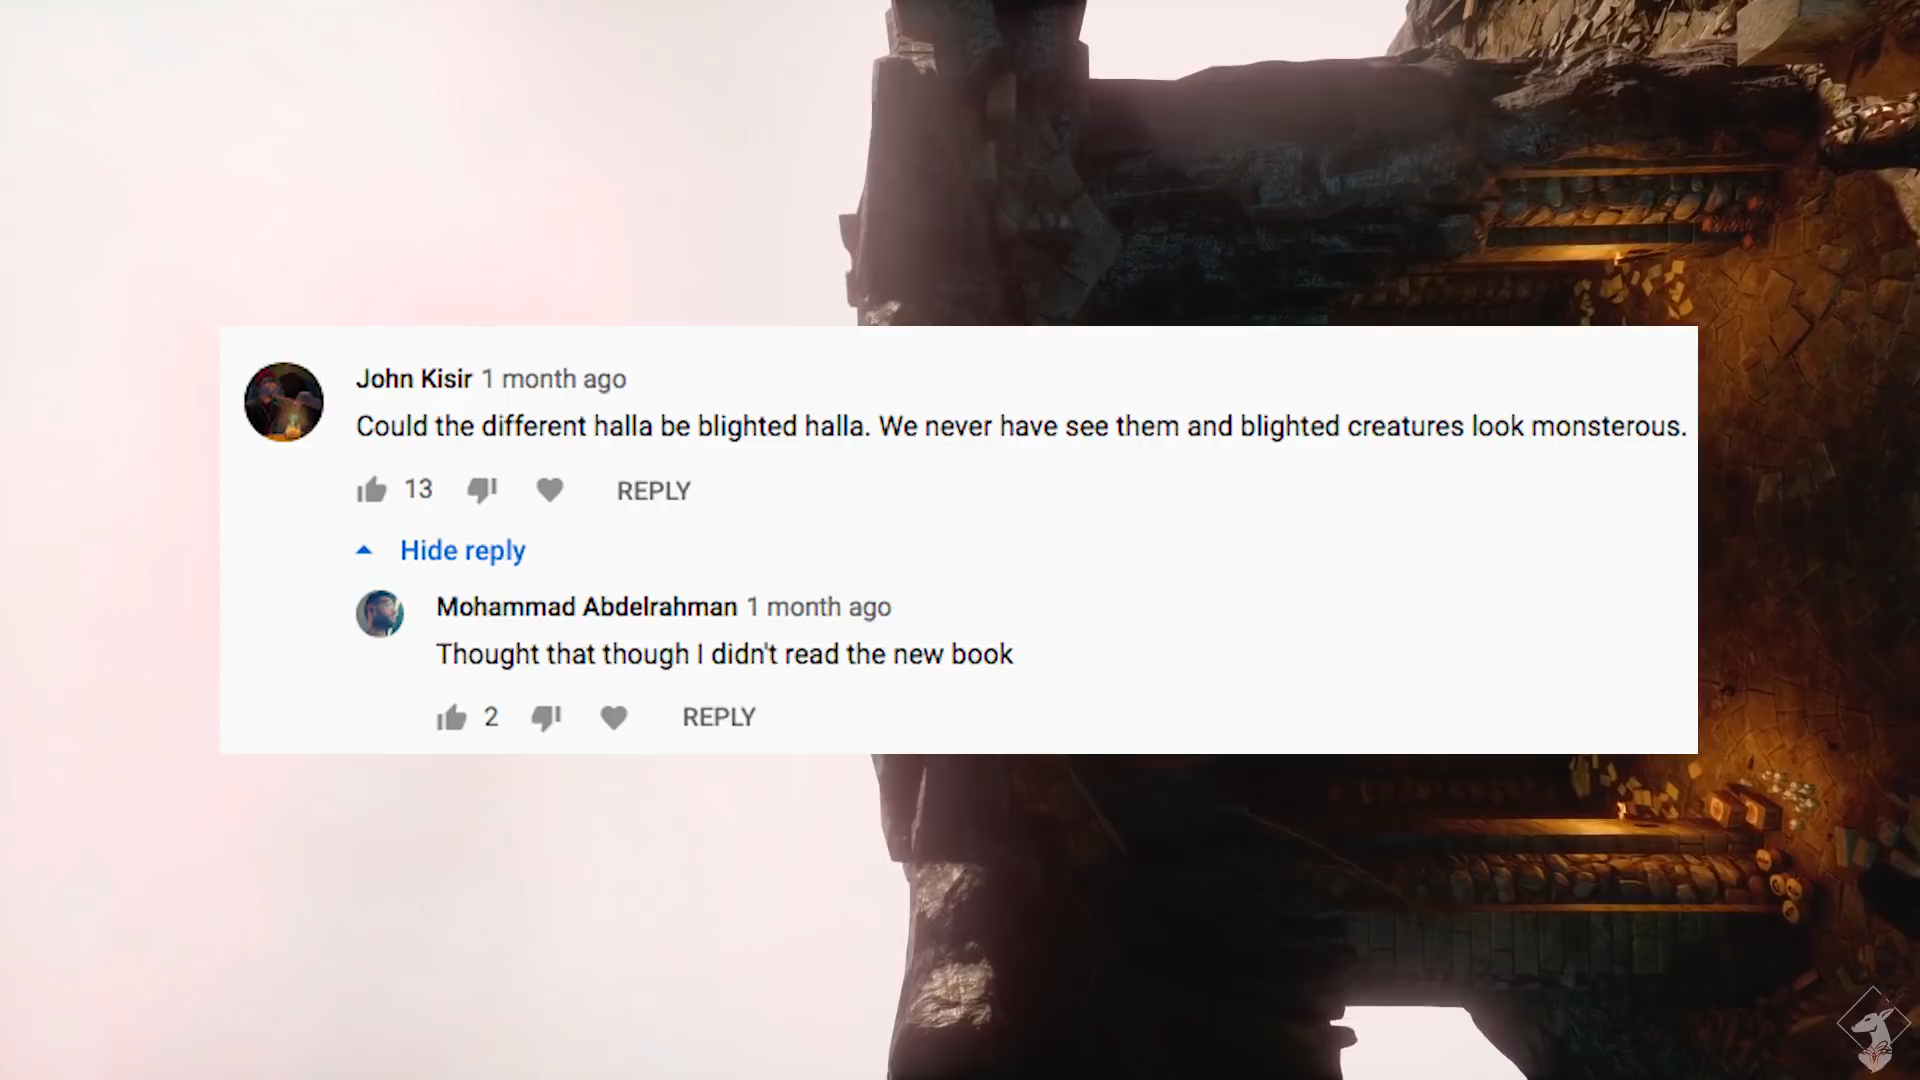 John Kisir 1 month ago
Could the different halla be blighted halla. We never have see them and blighted creatures look monsterous.
13 REPLY
Hide reply
Mohammad Abdelrahman 1 month ago
Thought that though I didn't read the new book
2 REPLY